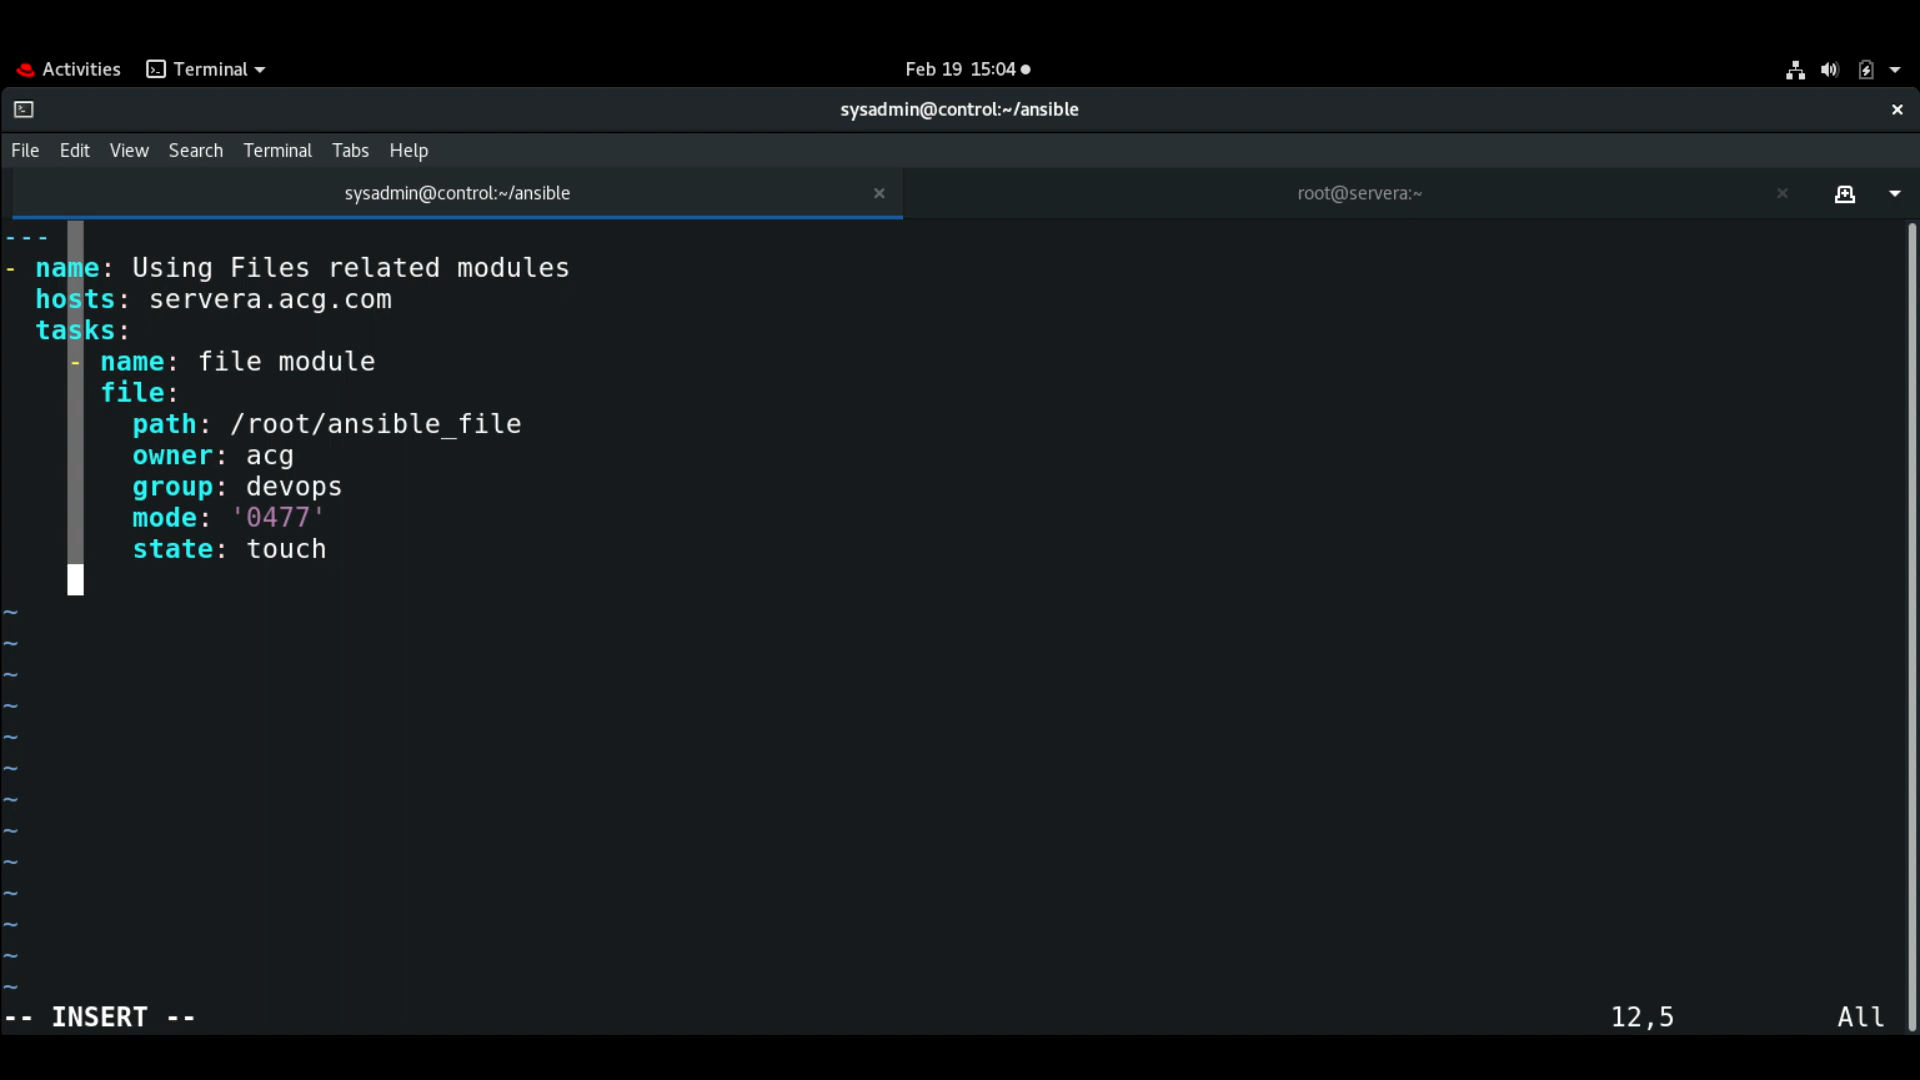 Activities Terminal Feb 19 15:04
sysadmin@control:~/ansible
File Edit View Search Terminal Tabs Help
sysadmin@control:~/ansible root@servera:~
---
- name: Using Files related modules
  hosts: servera.acg.com
  tasks:
    - name: file module
      file:
        path: /root/ansible_file
        owner: acg
        group: devops
        mode: '0477'
        state: touch
~
~
~
~
~
~
~
~
~
~
~
~
~
-- INSERT -- 12,5 All